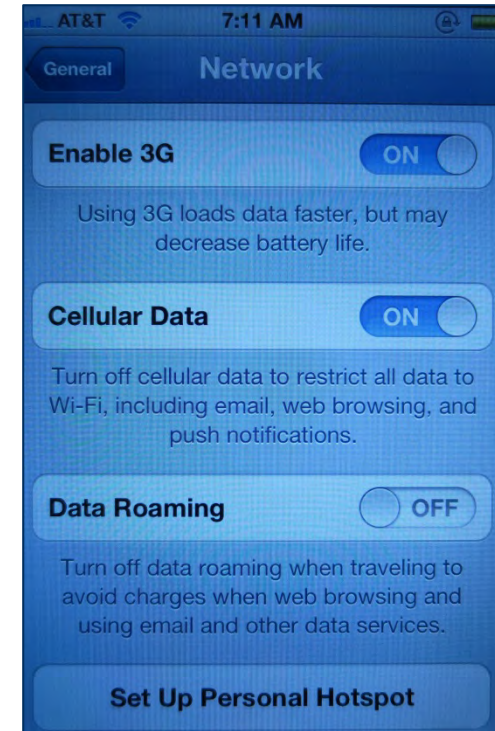 AT&T 7:11 AM
General Network
Enable 3G ON
Using 3G loads data faster, but may
decrease battery life.
Cellular Data ON
Turn off cellular data to restrict all data to
Wi-Fi, including email, web browsing, and
push notifications.
Data Roaming OFF
Turn off data roaming when traveling to
avoid charges when web browsing and
using email and other data services.
Set Up Personal Hotspot